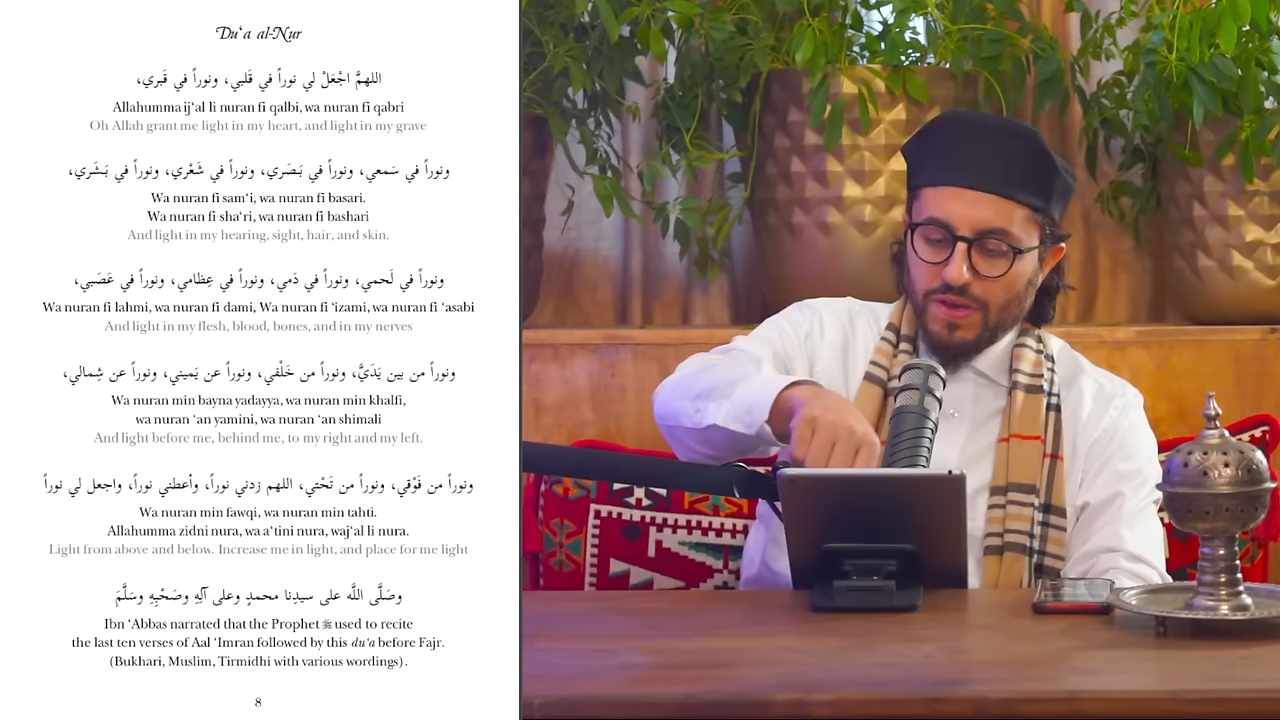 Du‘a al-Nur
اللهمَّ اجْعَلْ لي نوراً في قَلبي، ونوراً في قَبري،
Allahumma ij‘al li nuran fi qalbi, wa nuran fi qabri
Oh Allah grant me light in my heart, and light in my grave
ونوراً في سَمعي، ونوراً في بَصَري، ونوراً في شَعْري، ونوراً في بَشَري،
Wa nuran fi sam‘i, wa nuran fi basari.
Wa nuran fi sha‘ri, wa nuran fi bashari
And light in my hearing, sight, hair, and skin.
ونوراً في لَحمي، ونوراً في دَمي، ونوراً في عِظامي، ونوراً في عَصَبي،
Wa nuran fi lahmi, wa nuran fi dami, Wa nuran fi ‘izami, wa nuran fi ‘asabi
And light in my flesh, blood, bones, and in my nerves
ونوراً من بين يَدَيَّ، ونوراً من خَلْفي، ونوراً عن يَميني، ونوراً عن شِمالي،
Wa nuran min bayna yadayya, wa nuran min khalfi,
wa nuran ‘an yamini, wa nuran ‘an shimali
And light before me, behind me, to my right and my left.
ونوراً من فَوْقي، ونوراً من تَحْتي، اللهم زدني نوراً، وأعطني نوراً، واجعل لي نوراً
Wa nuran min fawqi, wa nuran min tahti.
Allahumma zidni nura, wa a‘tini nura, waj‘al li nura.
Light from above and below. Increase me in light, and place for me light
وصَلَّى اللَّه على سيدِنا محمدٍ وعلى آلِهِ وصَحْبِهِ وسَلَّمَ
Ibn ‘Abbas narrated that the Prophet ﷺ used to recite
the last ten verses of Aal ‘Imran followed by this du‘a before Fajr.
(Bukhari, Muslim, Tirmidhi with various wordings).
8